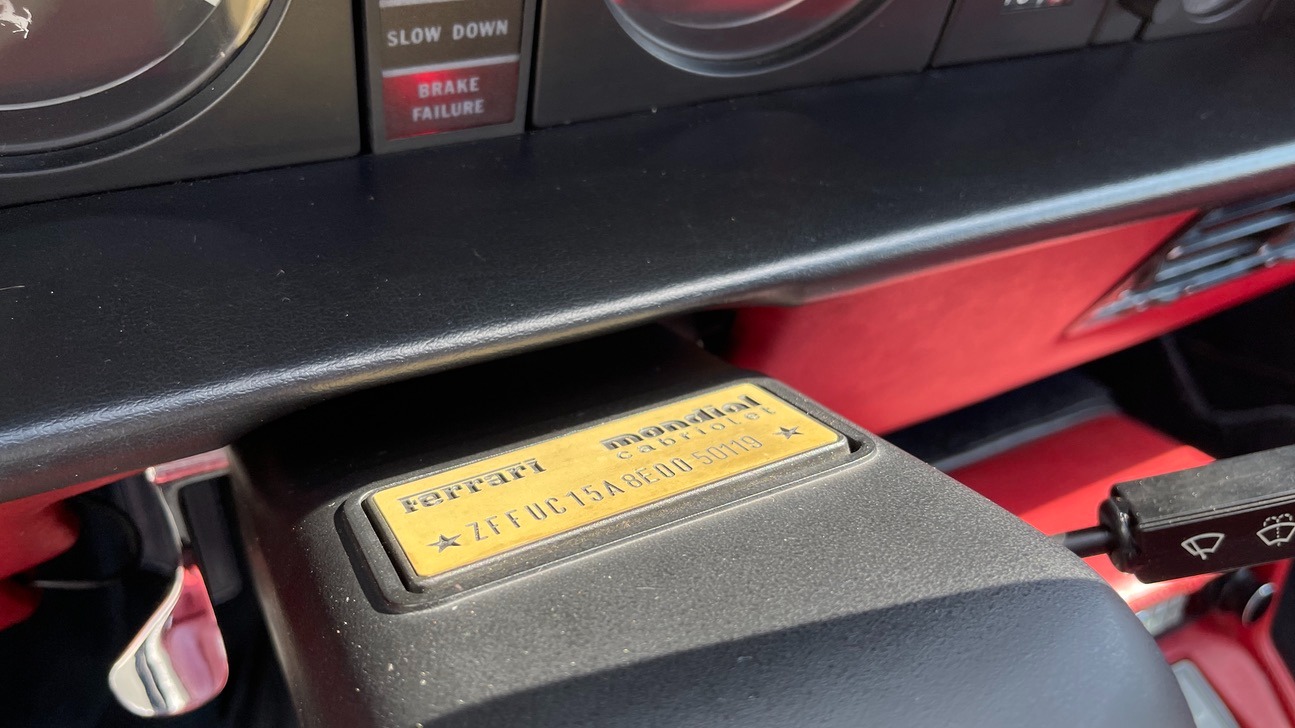 SLOW DOWN
BRAKE
FAILURE
Ferrari mondial
cabriolet
★ ZFFUC15A8E0050119 ★